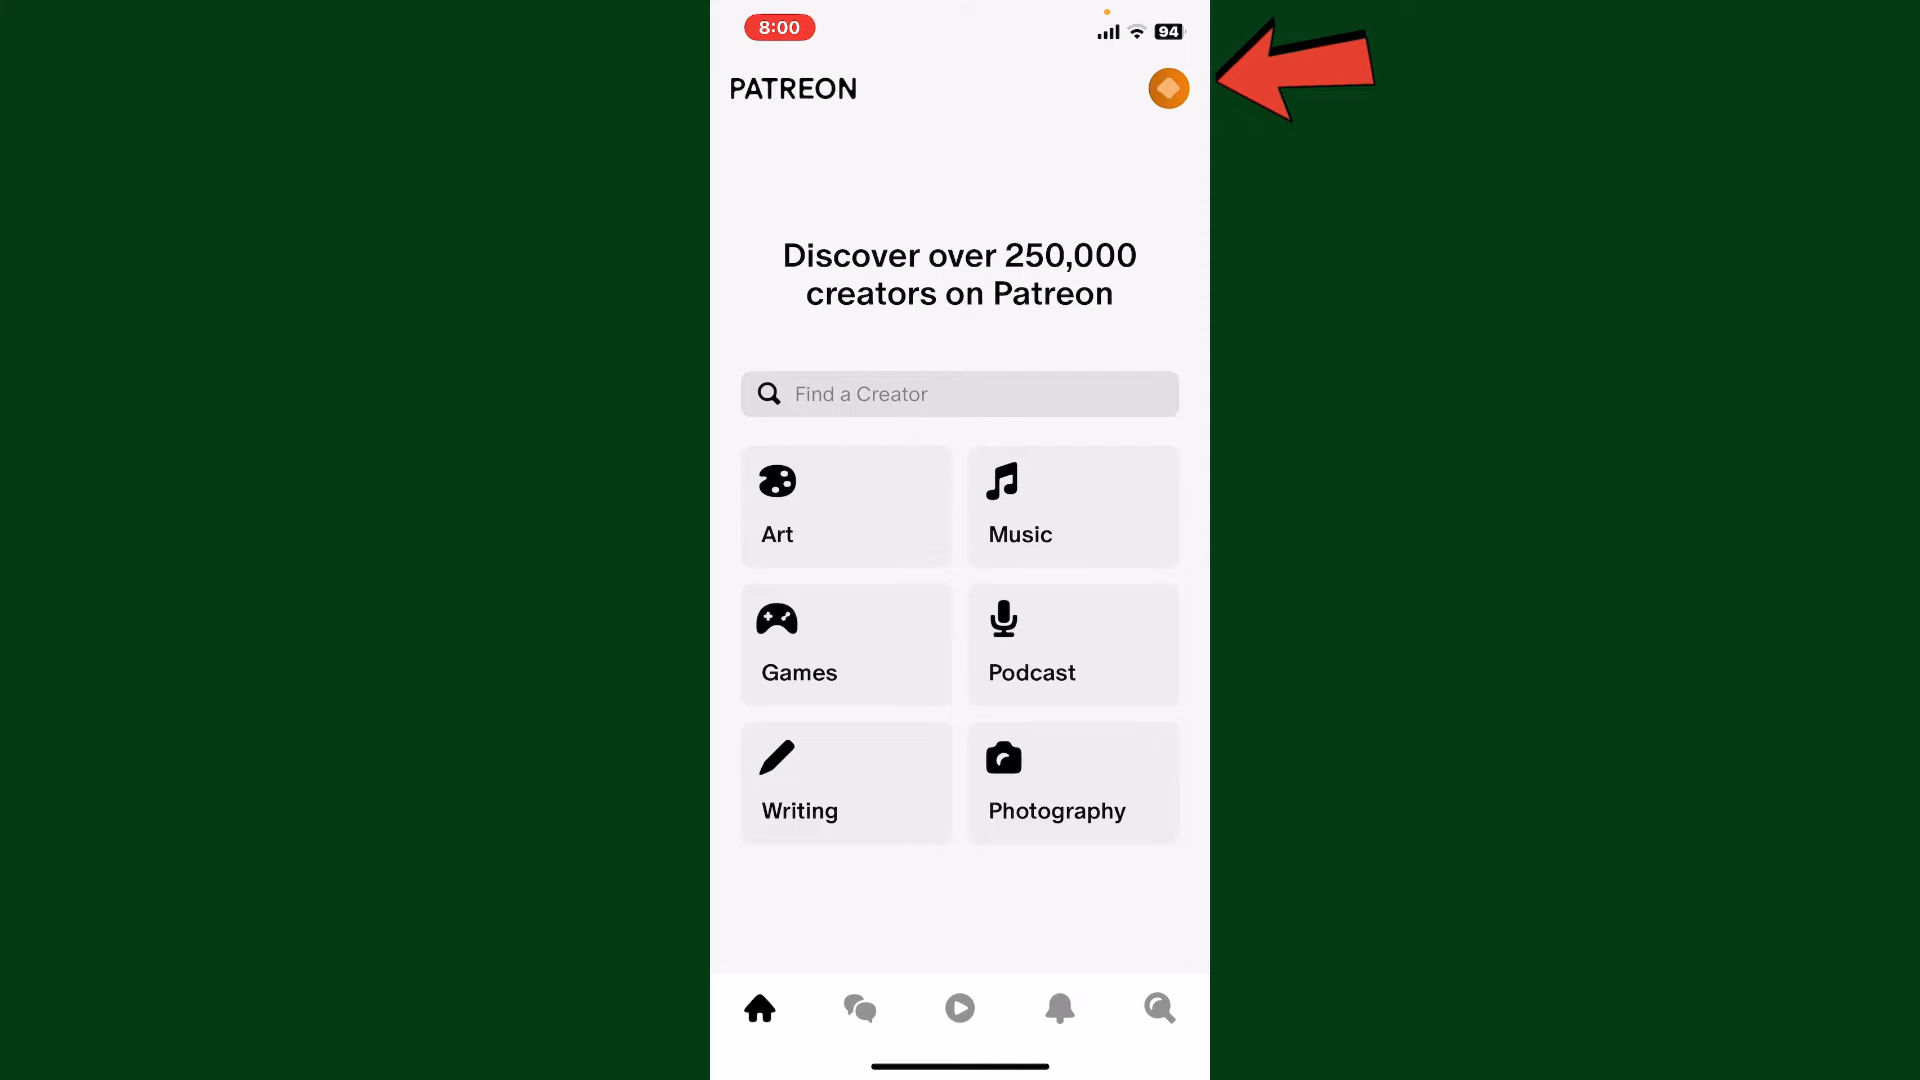 8:00
94
PATREON
Discover over 250,000
creators on Patreon
Find a Creator
Art
Music
Games
Podcast
Writing
Photography